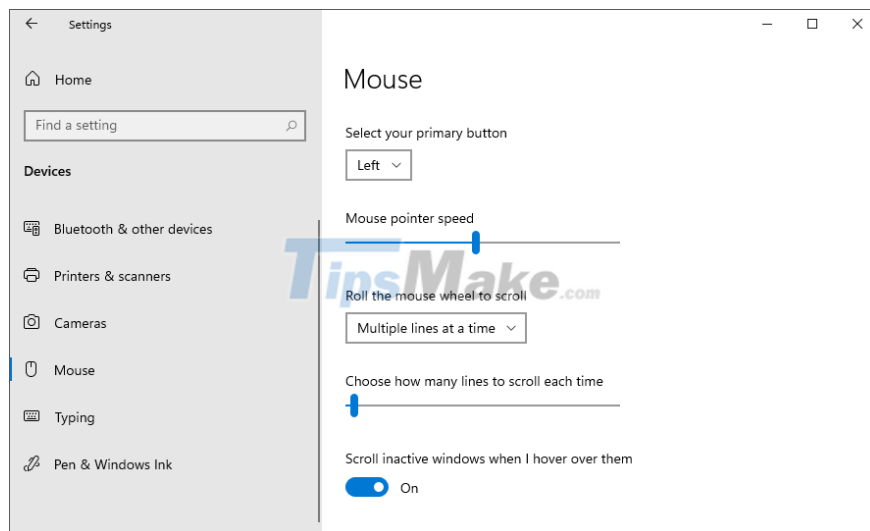 Settings
Home
Find a setting
Devices
Bluetooth & other devices
Printers & scanners
Cameras
Mouse
Typing
Pen & Windows Ink
Mouse
Select your primary button
Left
Mouse pointer speed
TipsMake.com
Roll the mouse wheel to scroll
Multiple lines at a time
Choose how many lines to scroll each time
Scroll inactive windows when I hover over them
On